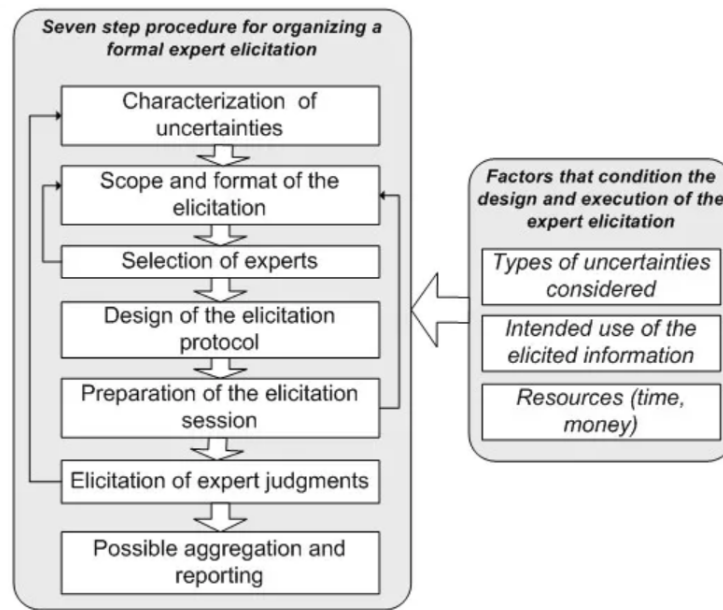 Seven step procedure for organizing a
formal expert elicitation
Characterization of
uncertainties
Scope and format of the
elicitation
Selection of experts
Design of the elicitation
protocol
Preparation of the elicitation
session
Elicitation of expert judgments
Possible aggregation and
reporting
Factors that condition the
design and execution of the
expert elicitation
Types of uncertainties
considered
Intended use of the
elicited information
Resources (time,
money)